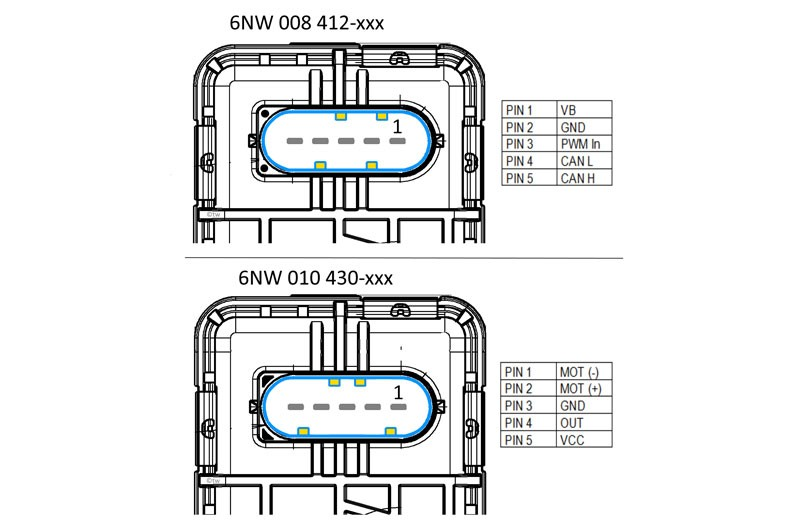 6NW 008 412-xxx
1
PIN 1 VB
PIN 2 GND
PIN 3 PWM In
PIN 4 CAN L
PIN 5 CAN H
©tw
6NW 010 430-xxx
1
PIN 1 MOT (-)
PIN 2 MOT (+)
PIN 3 GND
PIN 4 OUT
PIN 5 VCC
©tw